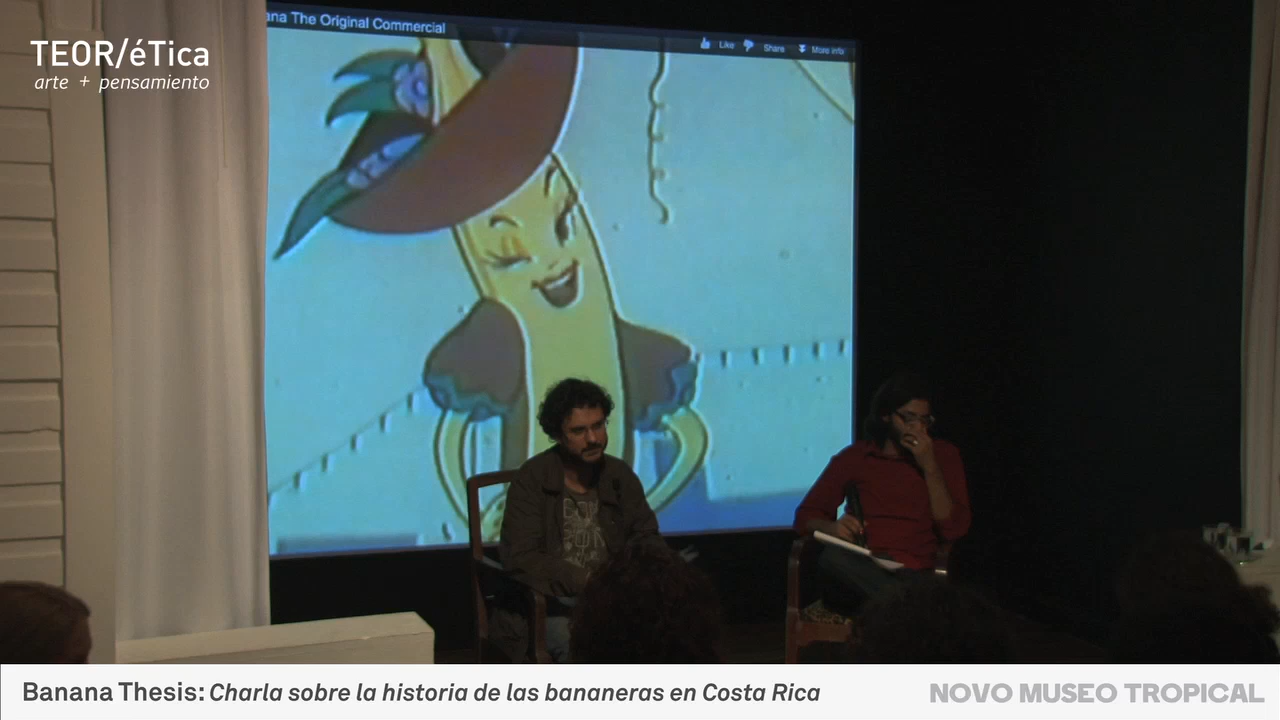 ana The Original Commercial
Like Share More info
TEOR/éTica
arte + pensamiento
Banana Thesis: Charla sobre la historia de las bananeras en Costa Rica
NOVO MUSEO TROPICAL